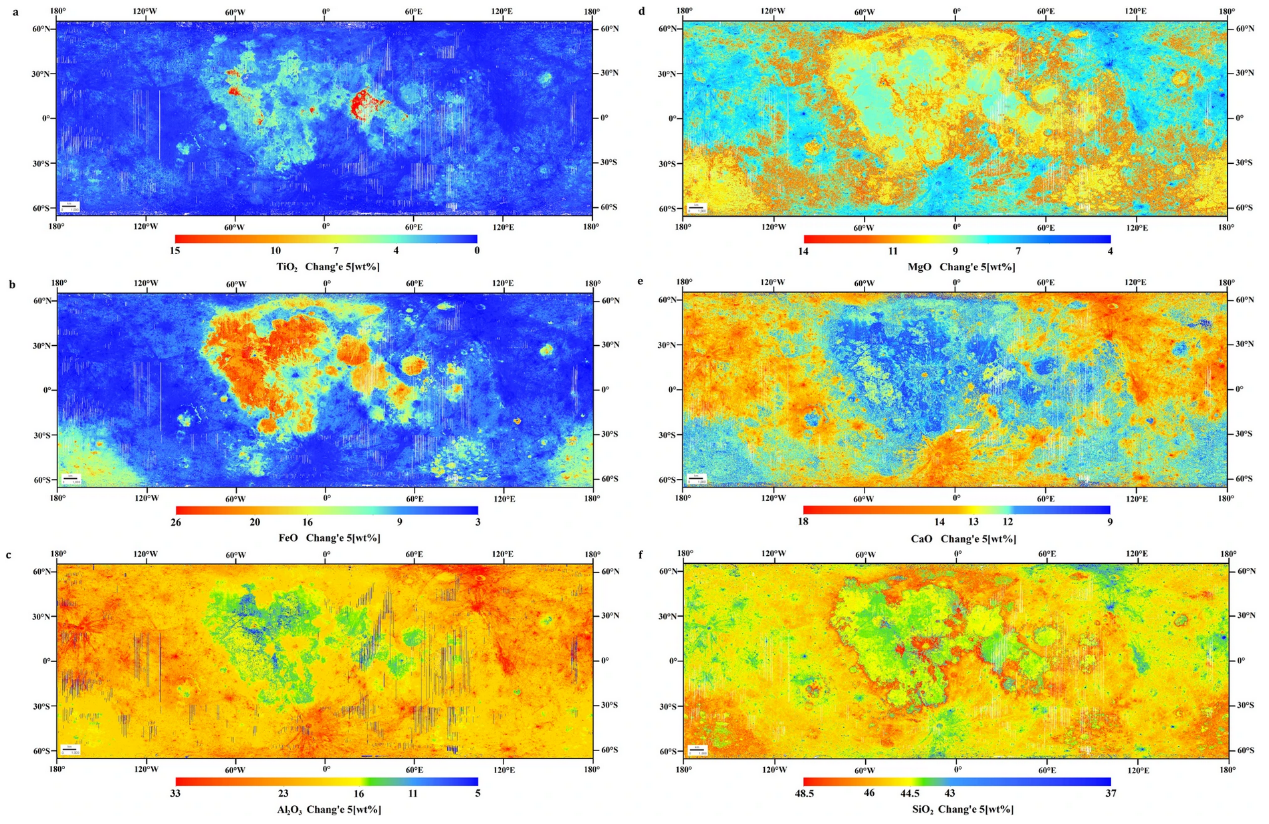 a
180° 120° 60°W 0° 60°E 120° 180°
60°N 60°N
30°N 30°N
0° 0°
30°S 30°S
60°S 60°S
180° 120° 60°W 0° 60°E 120° 180°
15 10 7 4 0
TiO₂ Chang'e 5[wt%]
b
180° 120° 60°W 0° 60°E 120° 180°
60°N 60°N
30°N 30°N
0° 0°
30°S 30°S
60°S 60°S
180° 120° 60°W 0° 60°E 120° 180°
26 20 16 9 3
FeO Chang'e 5[wt%]
c
180° 120° 60°W 0° 60°E 120° 180°
60°N 60°N
30°N 30°N
0° 0°
30°S 30°S
60°S 60°S
180° 120° 60°W 0° 60°E 120° 180°
33 23 16 11 5
Al₂O₃ Chang'e 5[wt%]
d
180° 120° 60°W 0° 60°E 120° 180°
60°N 60°N
30°N 30°N
0° 0°
30°S 30°S
60°S 60°S
180° 120° 60°W 0° 60°E 120° 180°
14 11 9 7 4
MgO Chang'e 5[wt%]
e
180° 120° 60°W 0° 60°E 120° 180°
60°N 60°N
30°N 30°N
0° 0°
30°S 30°S
60°S 60°S
180° 120° 60°W 0° 60°E 120° 180°
18 14 13 12 9
CaO Chang'e 5[wt%]
f
180° 120° 60°W 0° 60°E 120° 180°
60°N 60°N
30°N 30°N
0° 0°
30°S 30°S
60°S 60°S
180° 120° 60°W 0° 60°E 120° 180°
48.5 46 44.5 43 37
SiO₂ Chang'e 5[wt%]